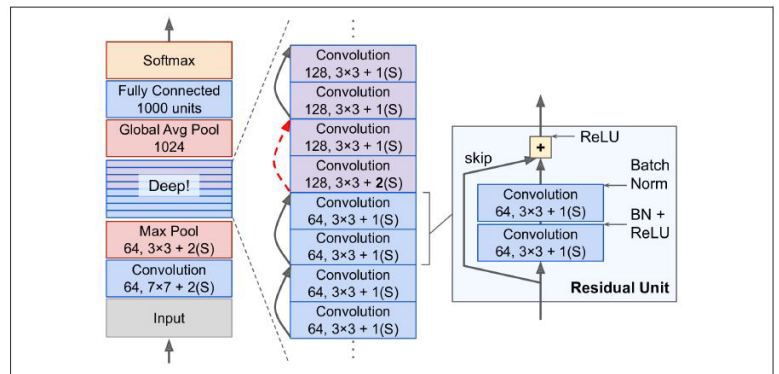 Softmax
Fully Connected
1000 units
Global Avg Pool
1024
Deep!
Max Pool
64, 3×3 + 2(S)
Convolution
64, 7×7 + 2(S)
Input
Convolution
128, 3×3 + 1(S)
Convolution
128, 3×3 + 1(S)
Convolution
128, 3×3 + 1(S)
Convolution
128, 3×3 + 2(S)
Convolution
64, 3×3 + 1(S)
Convolution
64, 3×3 + 1(S)
Convolution
64, 3×3 + 1(S)
Convolution
64, 3×3 + 1(S)
+
ReLU
skip
Batch
Norm
Convolution
64, 3×3 + 1(S)
BN +
ReLU
Convolution
64, 3×3 + 1(S)
Residual Unit